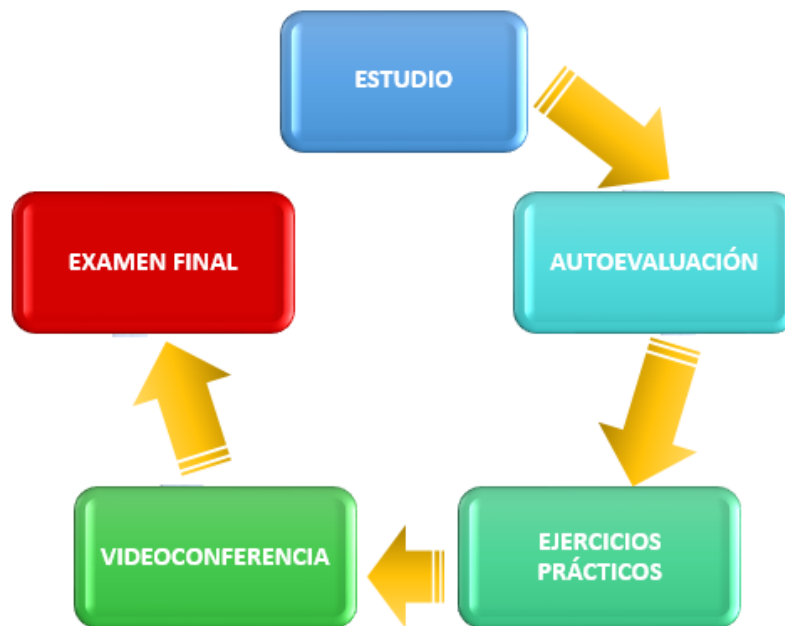 ESTUDIO
AUTOEVALUACIÓN
EJERCICIOS
PRÁCTICOS
VIDEOCONFERENCIA
EXAMEN FINAL